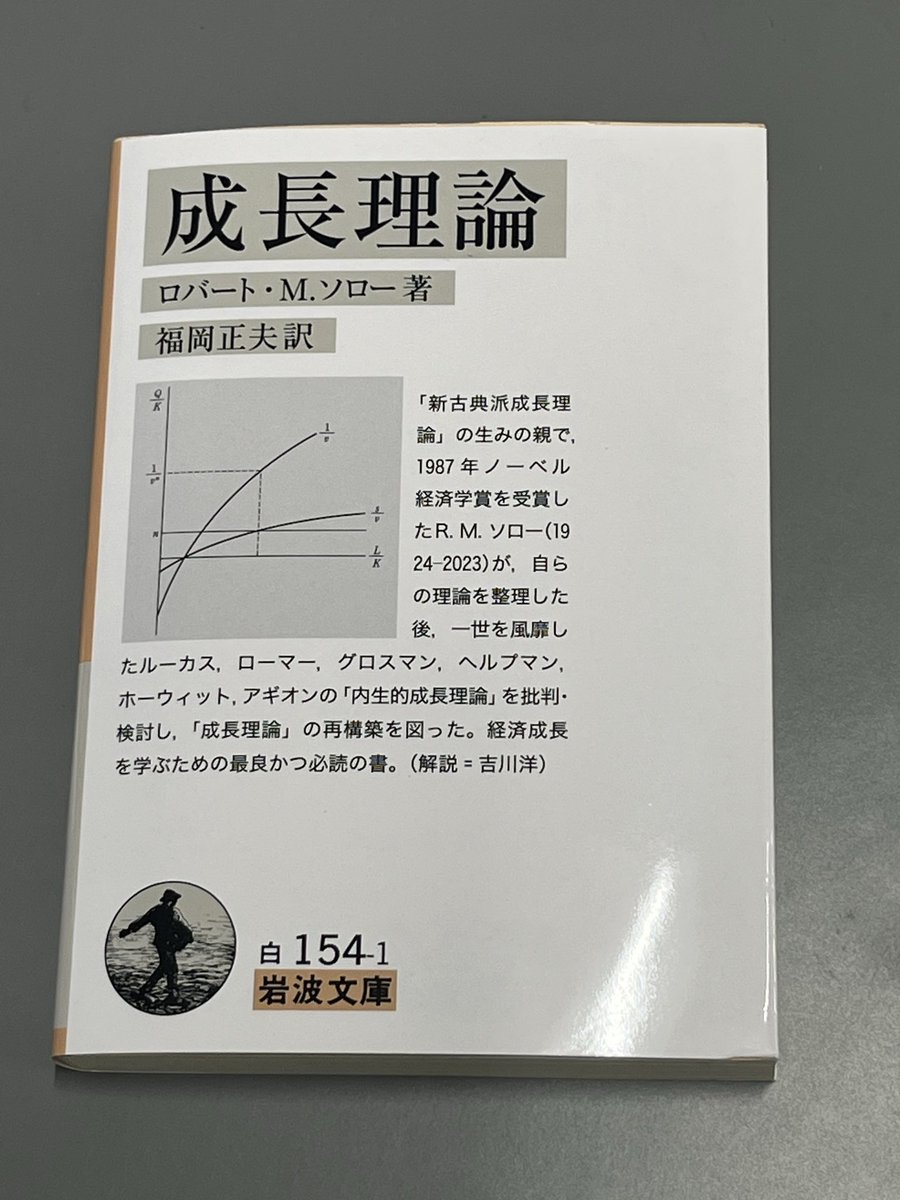 成長理論
ロバート・M.ソロー著
福岡正夫訳
Q/K
1/v
1/v*
s/v
n
L/K
「新古典派成長理
論」の生みの親で，
1987年ノーベル
経済学賞を受賞し
たR. M. ソロー(19
24-2023)が，自ら
の理論を整理した
後，一世を風靡し
たルーカス，ローマー，グロスマン，ヘルプマン，
ホーウィット，アギオンの「内生的成長理論」を批判・
検討し，「成長理論」の再構築を図った。経済成長
を学ぶための最良かつ必読の書。（解説＝吉川洋）
白 154-1
岩波文庫